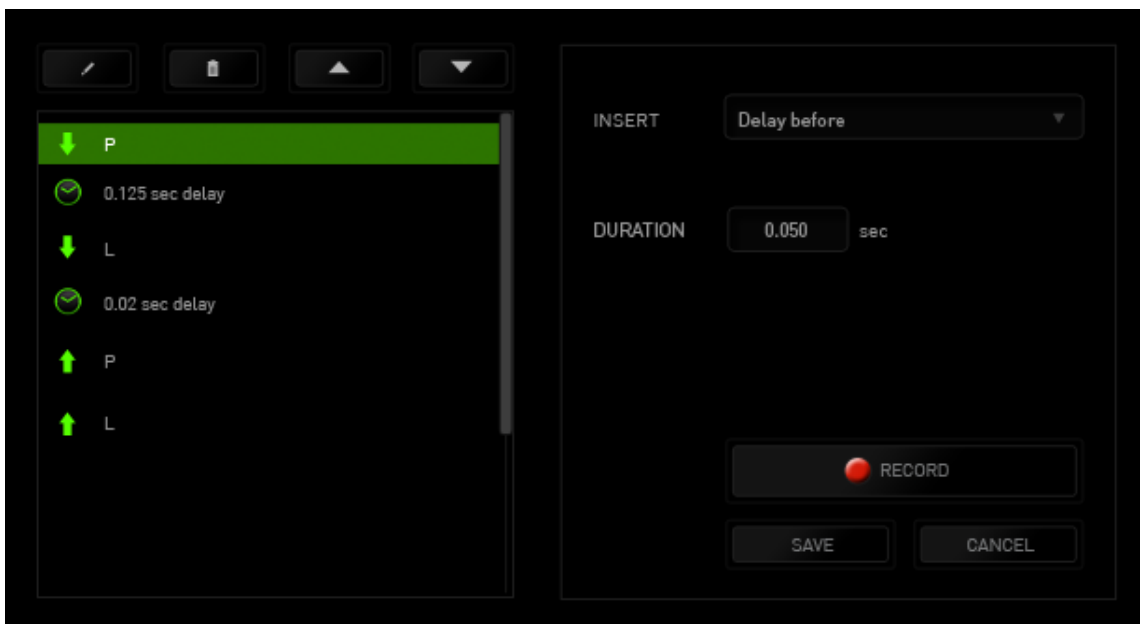 P
0.125 sec delay
L
0.02 sec delay
P
L
INSERT Delay before
DURATION 0.050 sec
RECORD
SAVE CANCEL